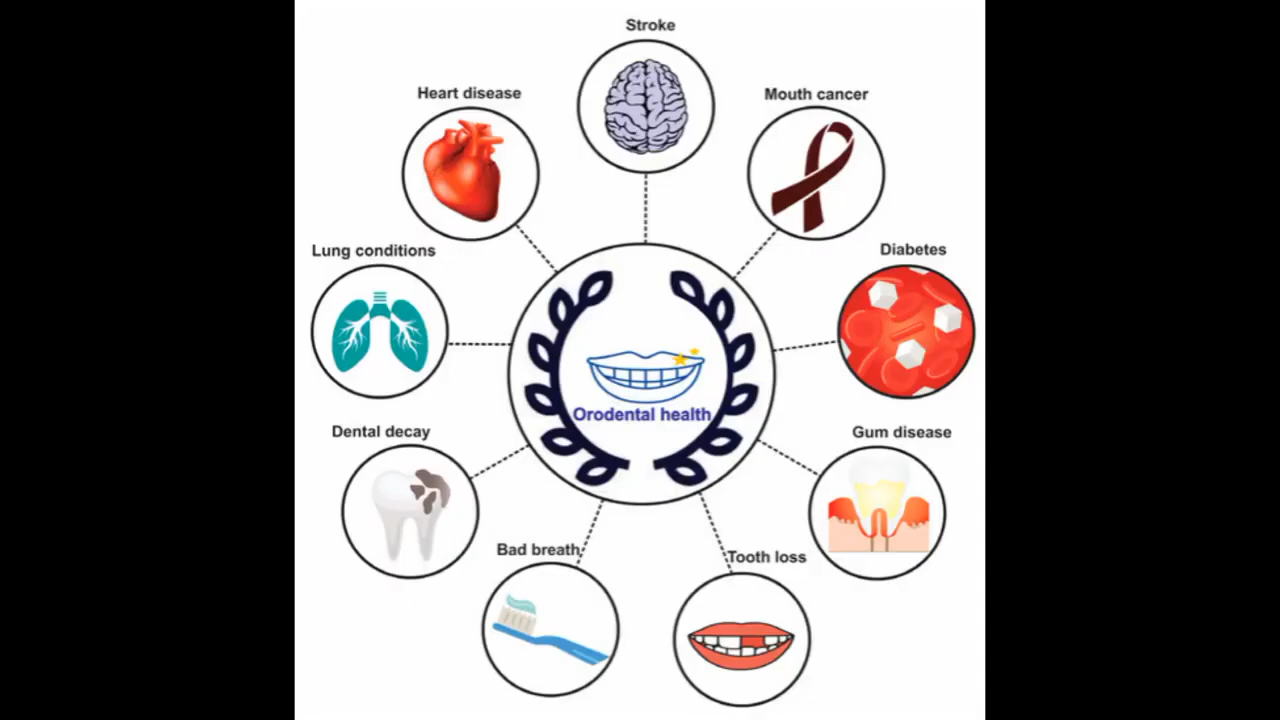 Stroke
Heart disease
Mouth cancer
Lung conditions
Diabetes
Orodental health
Dental decay
Gum disease
Bad breath
Tooth loss